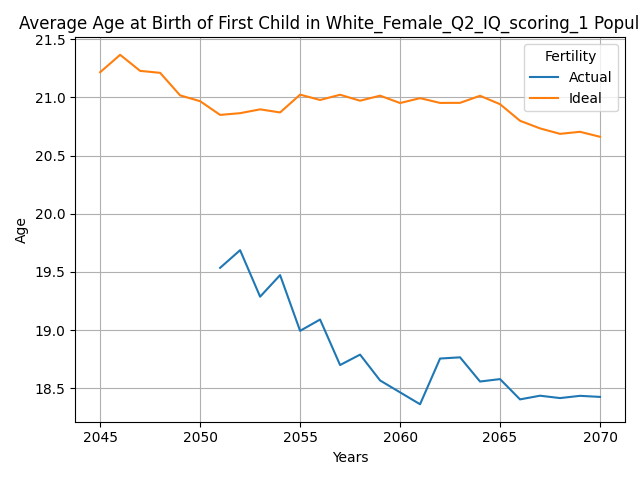 Average Age at Birth of First Child in White_Female_Q2_IQ_scoring_1 Popul
21.5
21.0
20.5
20.0
19.5
19.0
18.5
Age
Fertility
Actual
Ideal
2045 2050 2055 2060 2065 2070
Years